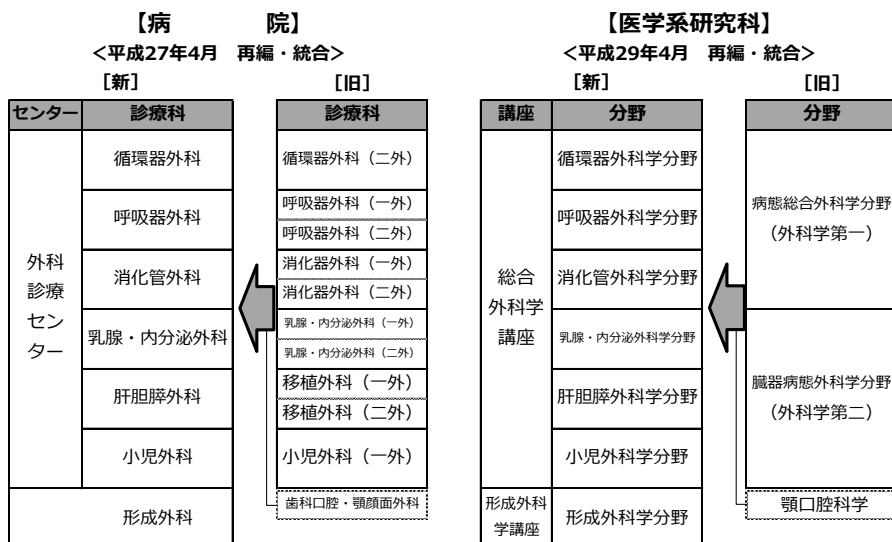 【病　　　院】
＜平成27年4月　再編・統合＞
［新］
［旧］
センター
診療科
診療科
外科
診療
セン
ター
循環器外科
呼吸器外科
消化管外科
乳腺・内分泌外科
肝胆膵外科
小児外科
形成外科
循環器外科（二外）
呼吸器外科（一外）
呼吸器外科（二外）
消化器外科（一外）
消化器外科（二外）
乳腺・内分泌外科（一外）
乳腺・内分泌外科（二外）
移植外科（一外）
移植外科（二外）
小児外科（一外）
歯科口腔・顎顔面外科
【医学系研究科】
＜平成29年4月　再編・統合＞
［新］
［旧］
講座
分野
分野
総合
外科学
講座
循環器外科学分野
呼吸器外科学分野
消化管外科学分野
乳腺・内分泌外科学分野
肝胆膵外科学分野
小児外科学分野
形成外科
学講座
形成外科学分野
病態総合外科学分野
（外科学第一）
臓器病態外科学分野
（外科学第二）
顎口腔科学